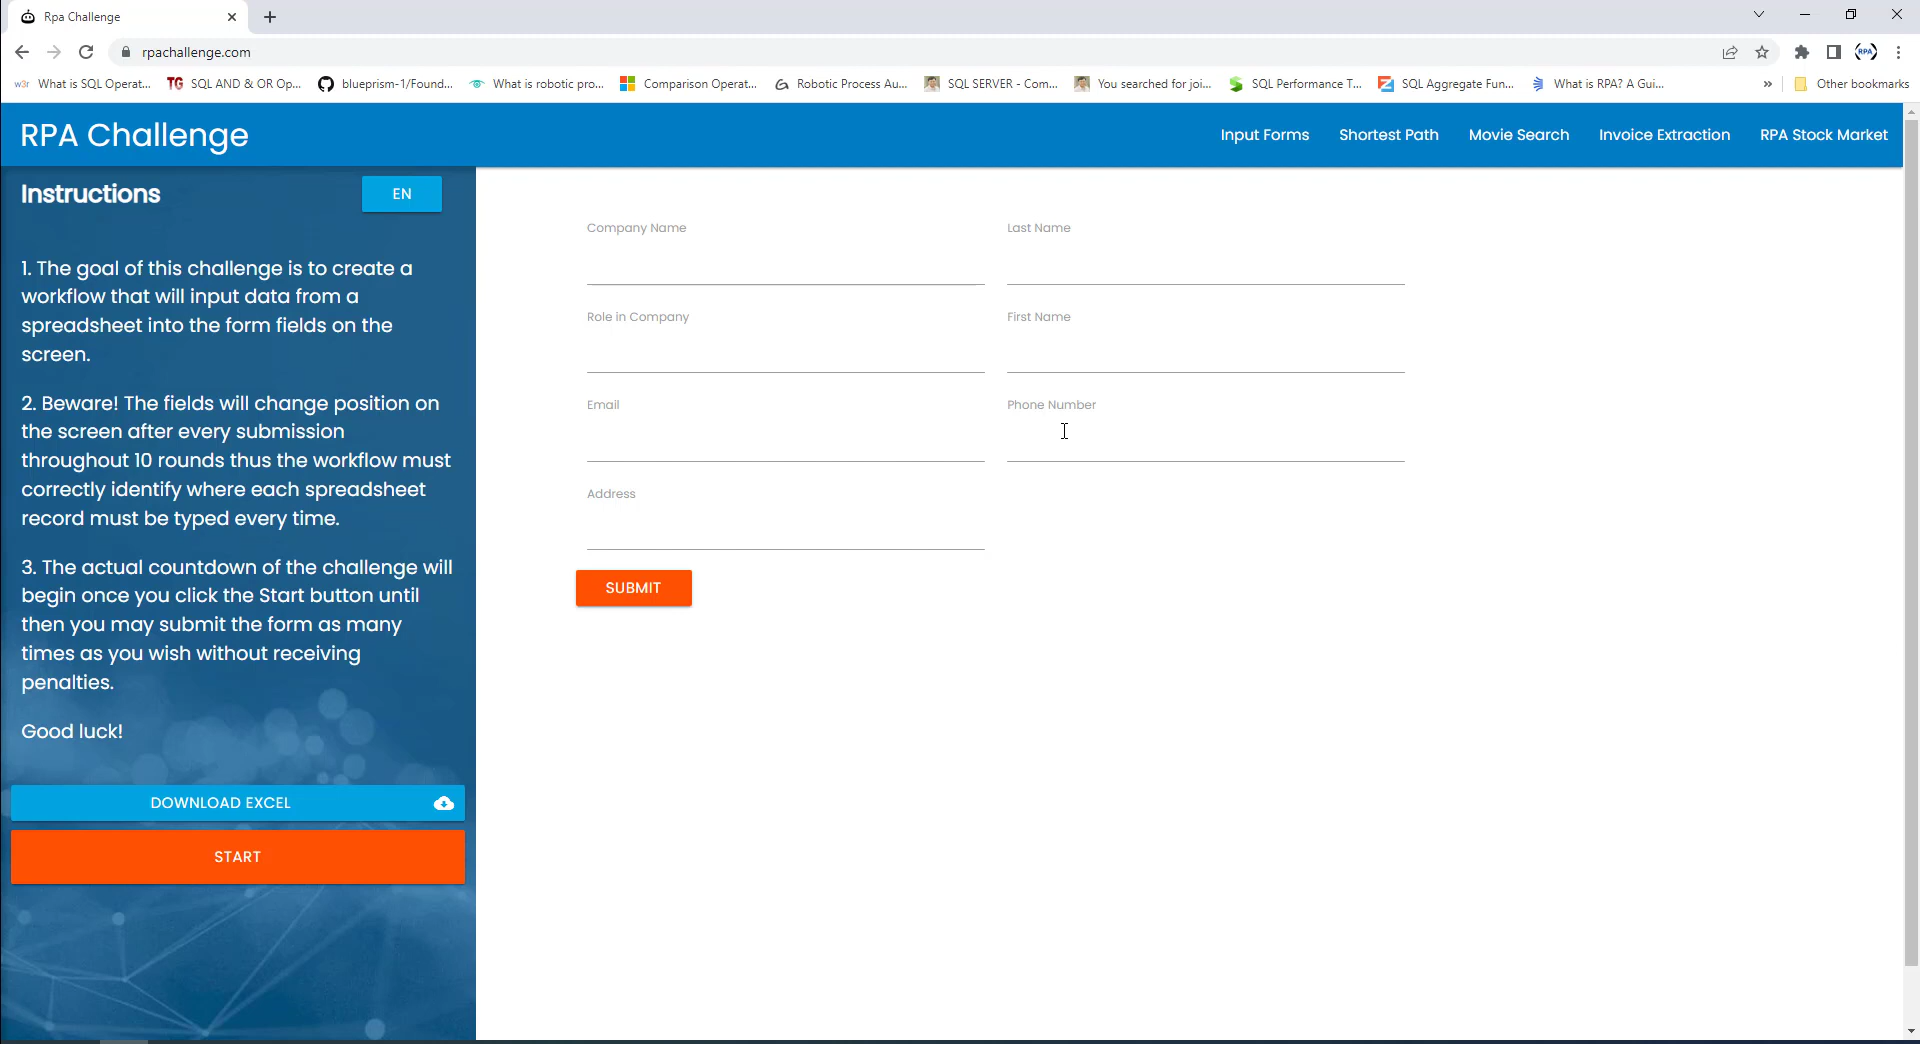 Rpa Challenge
rpachallenge.com
RPA
w3r What is SQL Operat... TG SQL AND & OR Op... blueprism-1/Found... What is robotic pro... Comparison Operat... Robotic Process Au... SQL SERVER - Com... You searched for joi... SQL Performance T... SQL Aggregate Fun... What is RPA? A Gui... » Other bookmarks
RPA Challenge
Input Forms Shortest Path Movie Search Invoice Extraction RPA Stock Market
Instructions
EN
1. The goal of this challenge is to create a
workflow that will input data from a
spreadsheet into the form fields on the
screen.
2. Beware! The fields will change position on
the screen after every submission
throughout 10 rounds thus the workflow must
correctly identify where each spreadsheet
record must be typed every time.
3. The actual countdown of the challenge will
begin once you click the Start button until
then you may submit the form as many
times as you wish without receiving
penalties.
Good luck!
DOWNLOAD EXCEL
START
Company Name
Last Name
Role in Company
First Name
Email
Phone Number
Address
SUBMIT